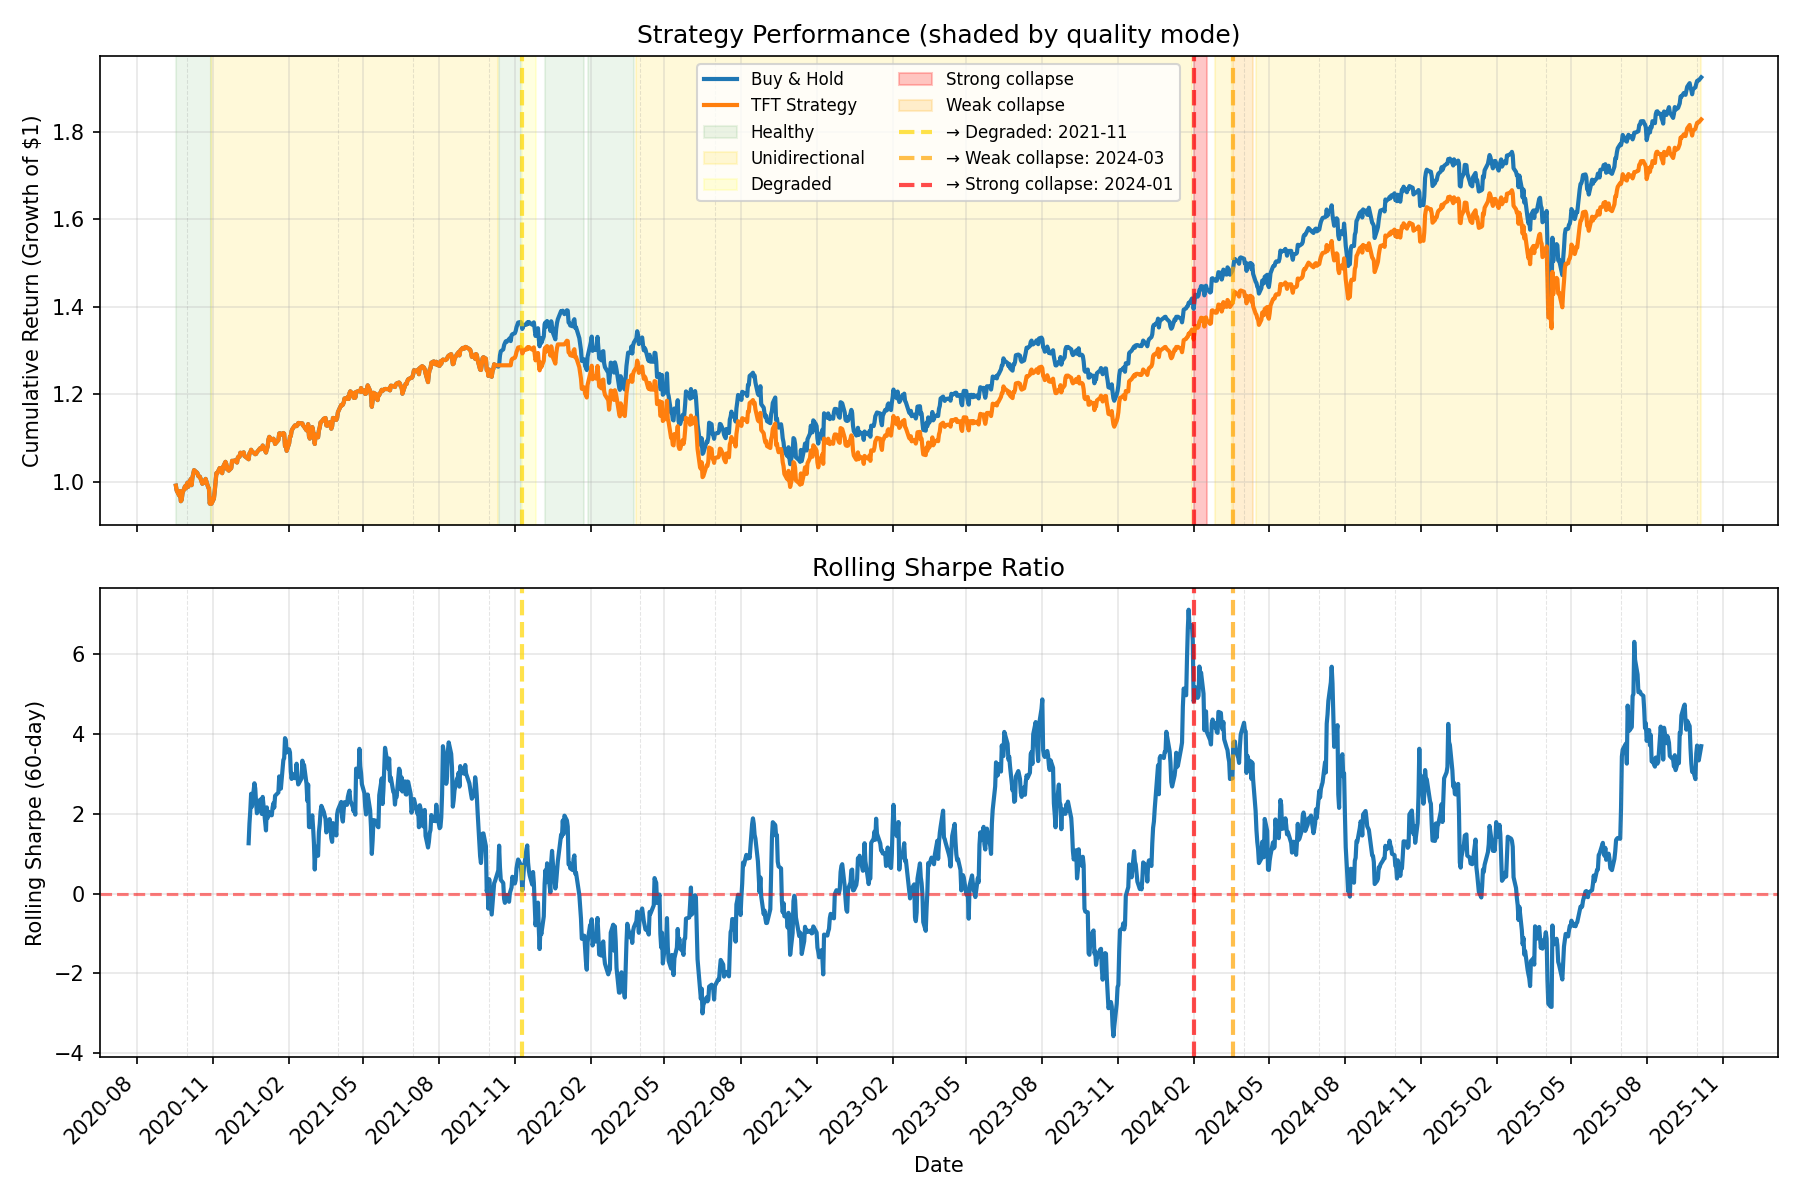 Strategy Performance (shaded by quality mode)
Cumulative Return (Growth of $1)
1.8
1.6
1.4
1.2
1.0
Buy & Hold
TFT Strategy
Healthy
Unidirectional
Degraded
Strong collapse
Weak collapse
→ Degraded: 2021-11
→ Weak collapse: 2024-03
→ Strong collapse: 2024-01
Rolling Sharpe Ratio
Rolling Sharpe (60-day)
6
4
2
0
−2
−4
2020-08
2020-11
2021-02
2021-05
2021-08
2021-11
2022-02
2022-05
2022-08
2022-11
2023-02
2023-05
2023-08
2023-11
2024-02
2024-05
2024-08
2024-11
2025-02
2025-05
2025-08
2025-11
Date